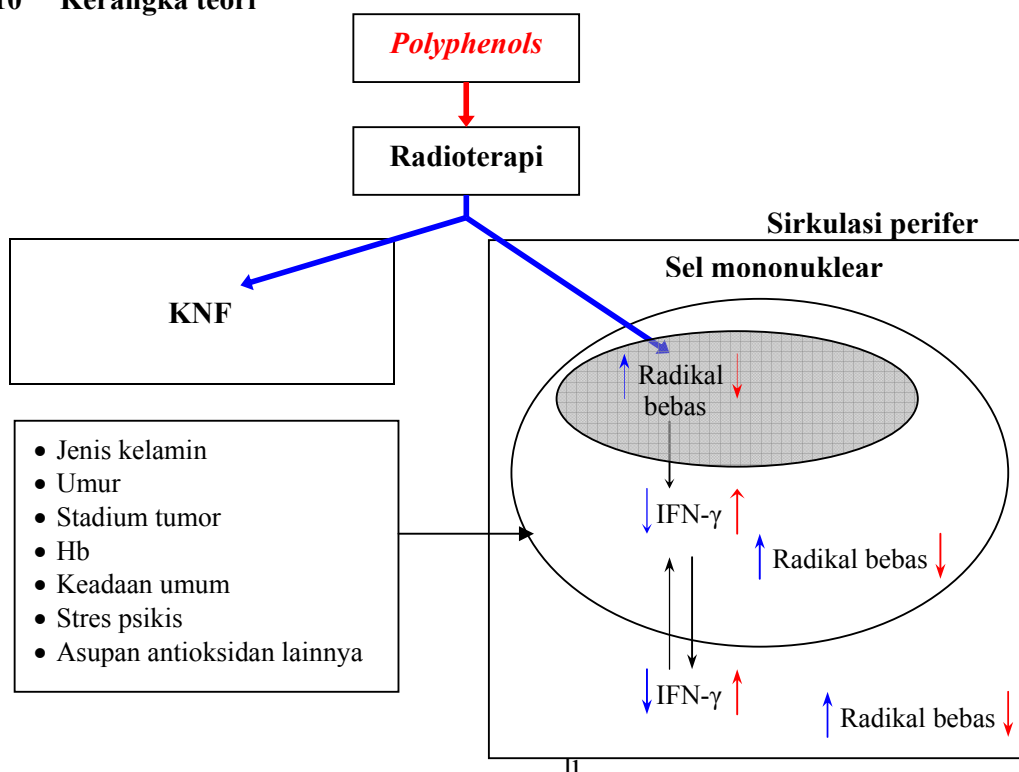 10 Kerangka teori
Polyphenols
Radioterapi
Sirkulasi perifer
Sel mononuklear
KNF
Radikal
bebas
• Jenis kelamin
• Umur
• Stadium tumor
• Hb
• Keadaan umum
• Stres psikis
• Asupan antioksidan lainnya
IFN-γ
Radikal bebas
IFN-γ
Radikal bebas